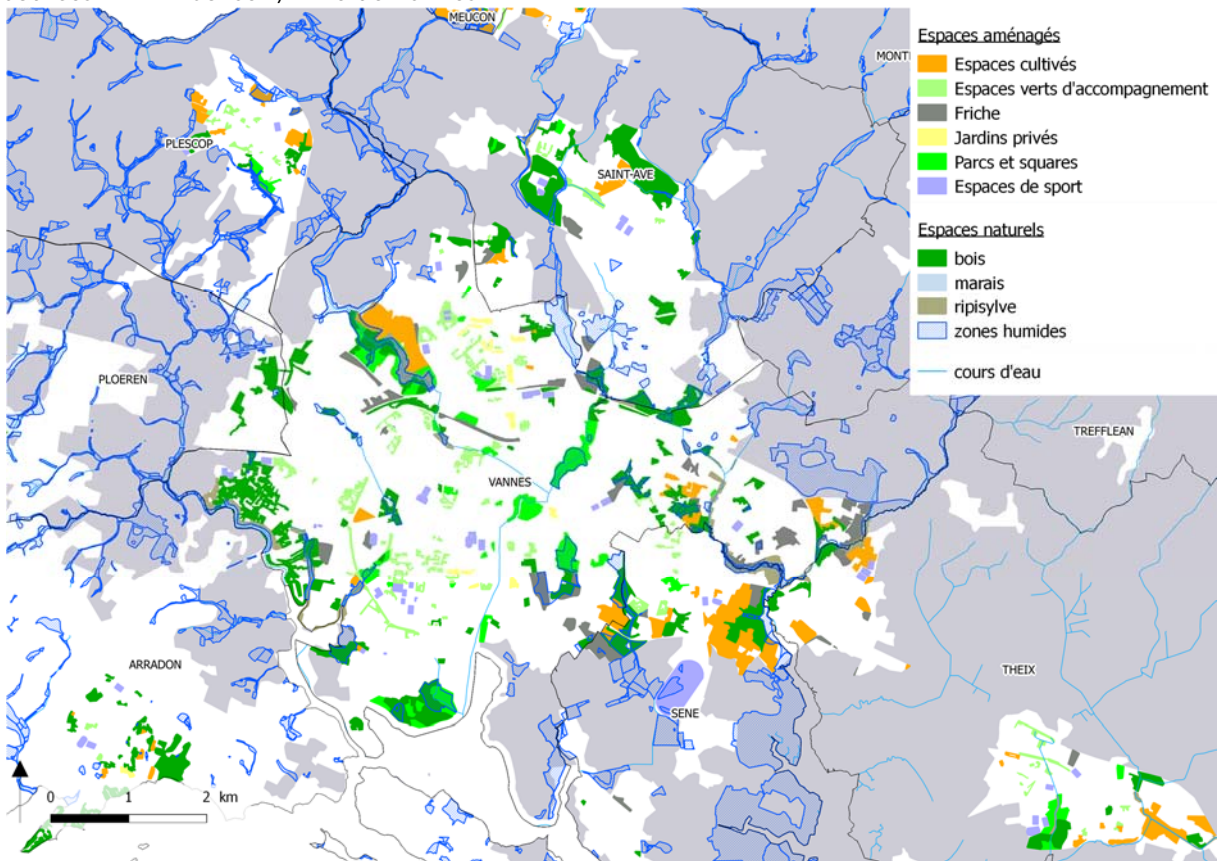 MEUCON
MONT
PLESCOP
SAINT-AVE
PLOEREN
TREFFLEAN
VANNES
ARRADON
THEIX
SENE
0 1 2 km
Espaces aménagés
Espaces cultivés
Espaces verts d'accompagnement
Friche
Jardins privés
Parcs et squares
Espaces de sport
Espaces naturels
bois
marais
ripisylve
zones humides
cours d'eau